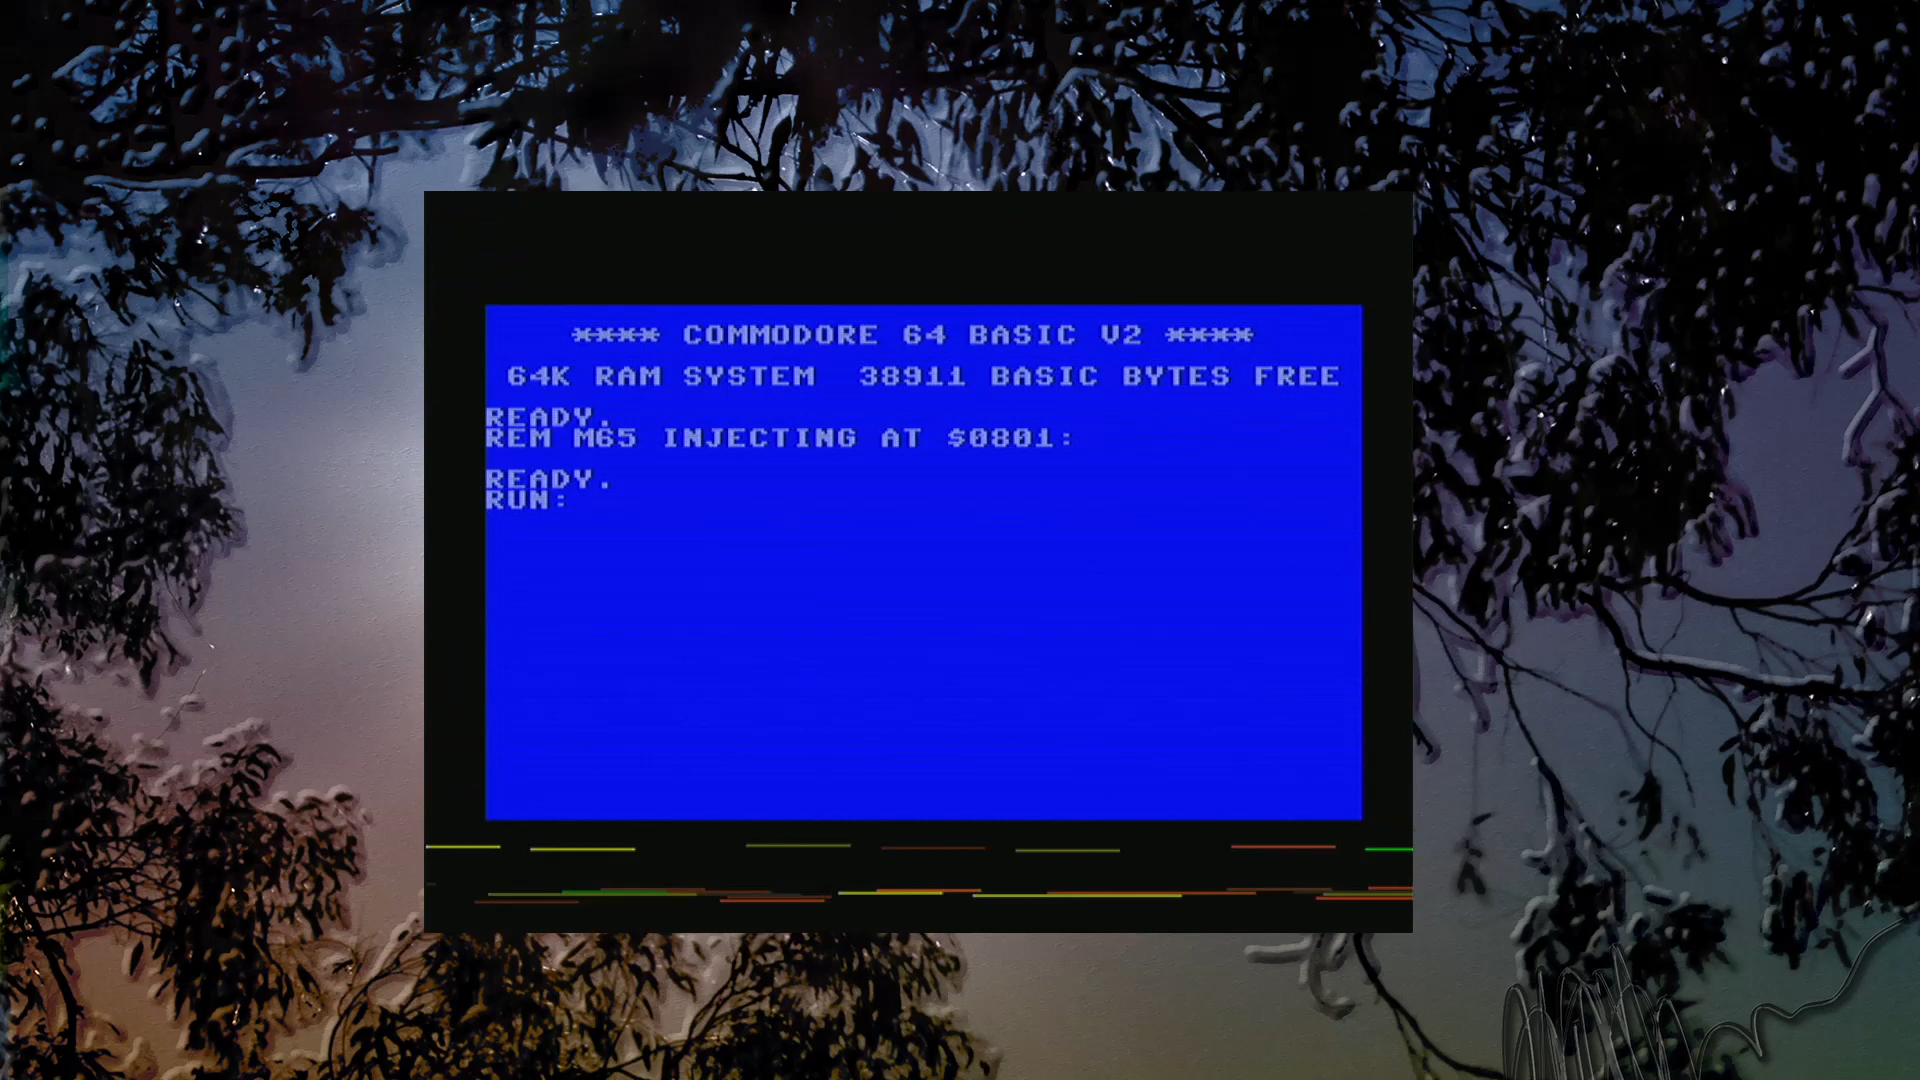 **** COMMODORE 64 BASIC V2 ****
64K RAM SYSTEM  38911 BASIC BYTES FREE
READY.
REM M65 INJECTING AT $0801:
READY.
RUN: